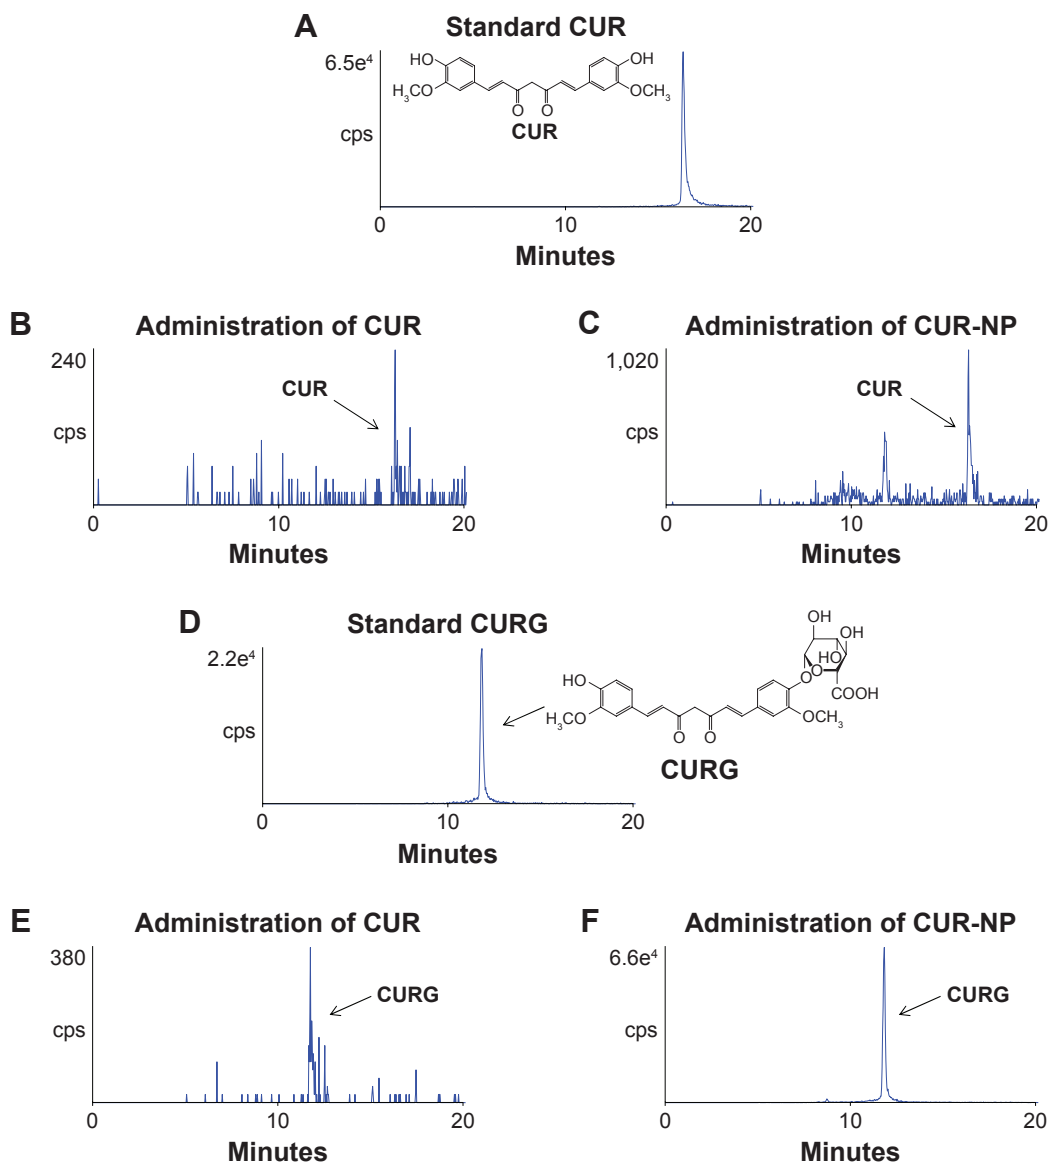 A
Standard CUR
6.5e⁴
cps
HO
H₃CO
O
O
OH
OCH₃
CUR
0
10
20
Minutes
B
Administration of CUR
240
cps
CUR
0
10
20
Minutes
C
Administration of CUR-NP
1,020
cps
CUR
0
10
20
Minutes
D
Standard CURG
2.2e⁴
cps
HO
H₃CO
O
O
O
O
OH
OH
HO
COOH
OCH₃
CURG
0
10
20
Minutes
E
Administration of CUR
380
cps
CURG
0
10
20
Minutes
F
Administration of CUR-NP
6.6e⁴
cps
CURG
0
10
20
Minutes